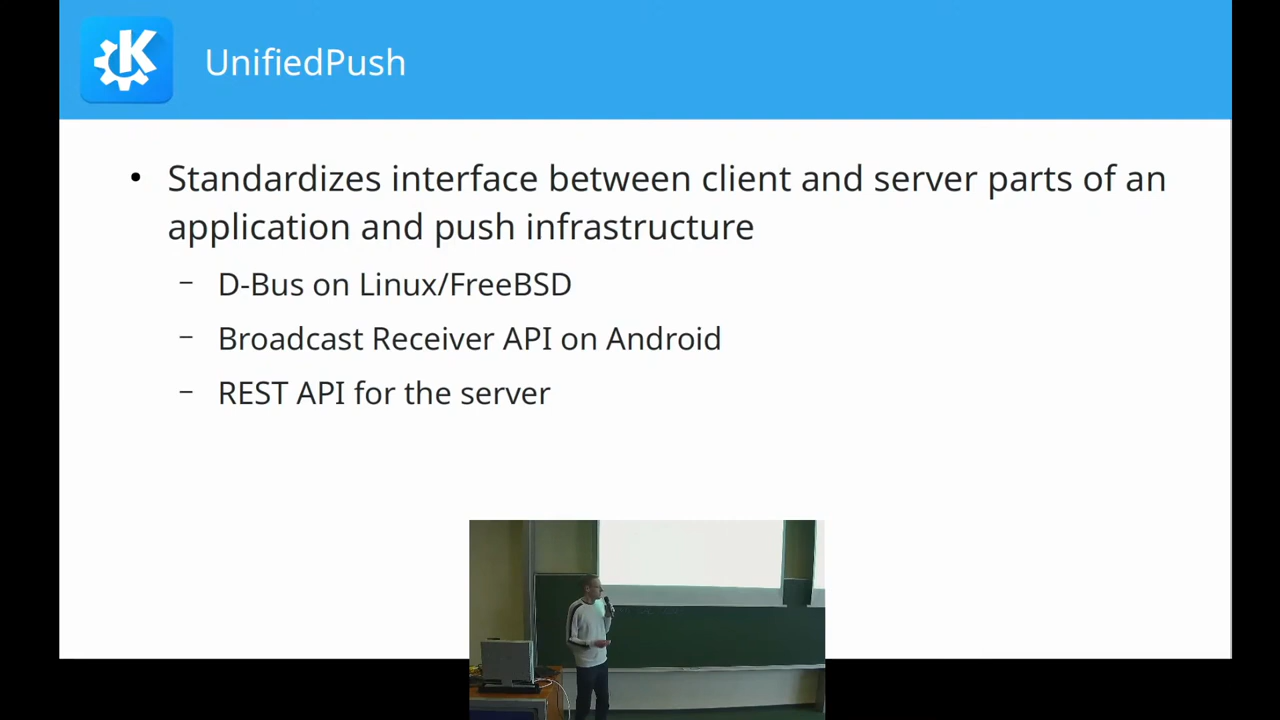 UnifiedPush
• Standardizes interface between client and server parts of an
application and push infrastructure
– D-Bus on Linux/FreeBSD
– Broadcast Receiver API on Android
– REST API for the server